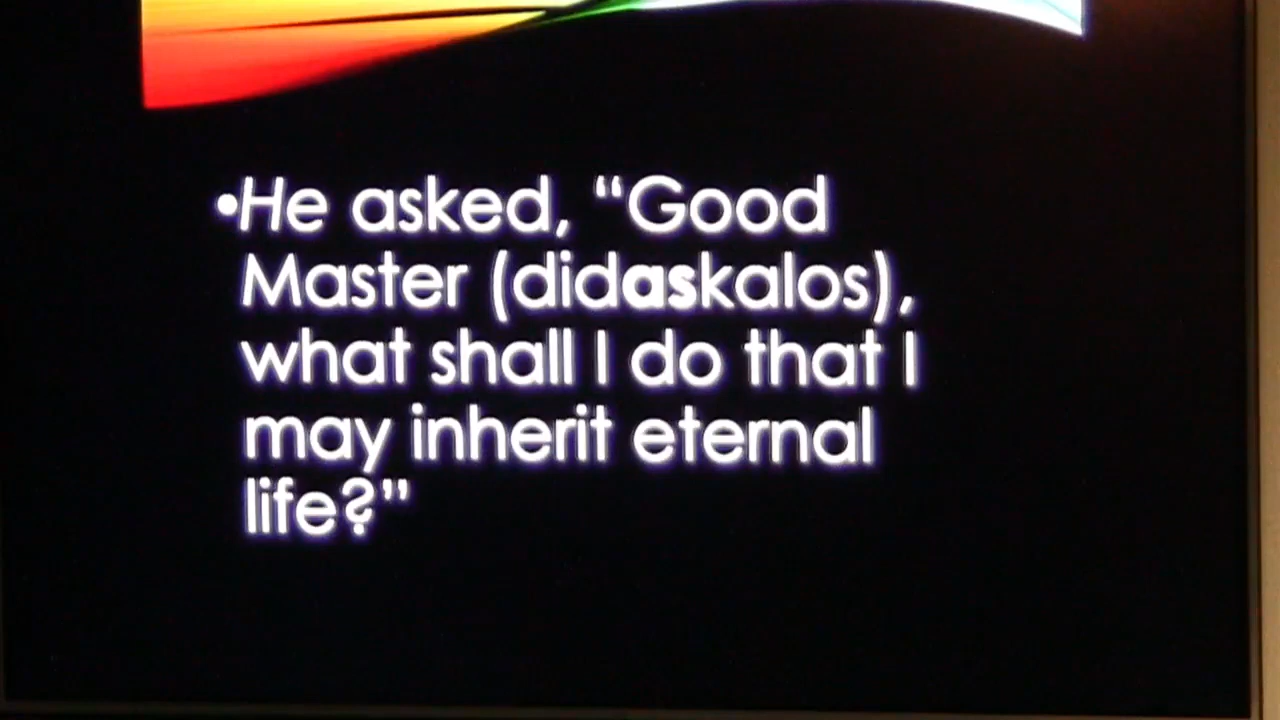 •He asked, “Good
Master (didaskalos),
what shall I do that I
may inherit eternal
life?”